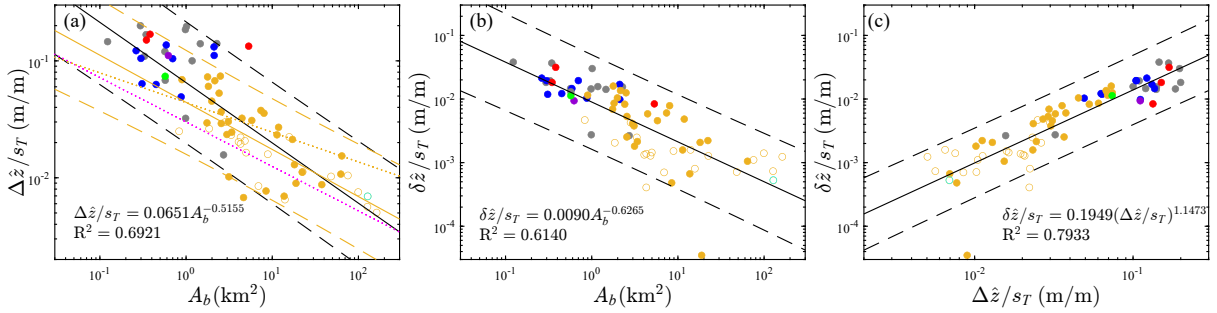 (a)
Δẑ/s_T (m/m)
10^-1
10^-2
Δẑ/s_T = 0.0651A_b^-0.5155
R^2 = 0.6921
10^-1
10^0
10^1
10^2
A_b(km^2)
(b)
δẑ/s_T (m/m)
10^-1
10^-2
10^-3
10^-4
δẑ/s_T = 0.0090A_b^-0.6265
R^2 = 0.6140
10^-1
10^0
10^1
10^2
A_b(km^2)
(c)
δẑ/s_T (m/m)
10^-1
10^-2
10^-3
10^-4
δẑ/s_T = 0.1949(Δẑ/s_T)^1.1473
R^2 = 0.7933
10^-2
10^-1
Δẑ/s_T (m/m)